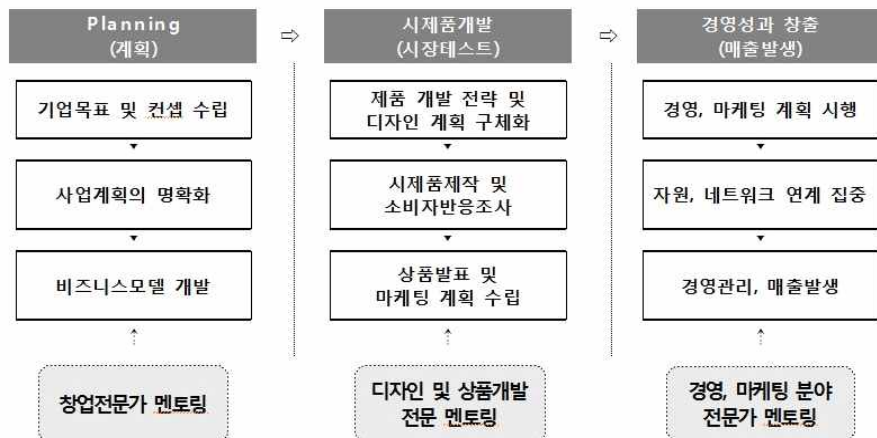 Planning
(계획)
기업목표 및 컨셉 수립
사업계획의 명확화
비즈니스모델 개발
창업전문가 멘토링
시제품개발
(시장테스트)
제품 개발 전략 및
디자인 계획 구체화
시제품제작 및
소비자반응조사
상품발표 및
마케팅 계획 수립
디자인 및 상품개발
전문 멘토링
경영성과 창출
(매출발생)
경영, 마케팅 계획 시행
자원, 네트워크 연계 집중
경영관리, 매출발생
경영, 마케팅 분야
전문가 멘토링